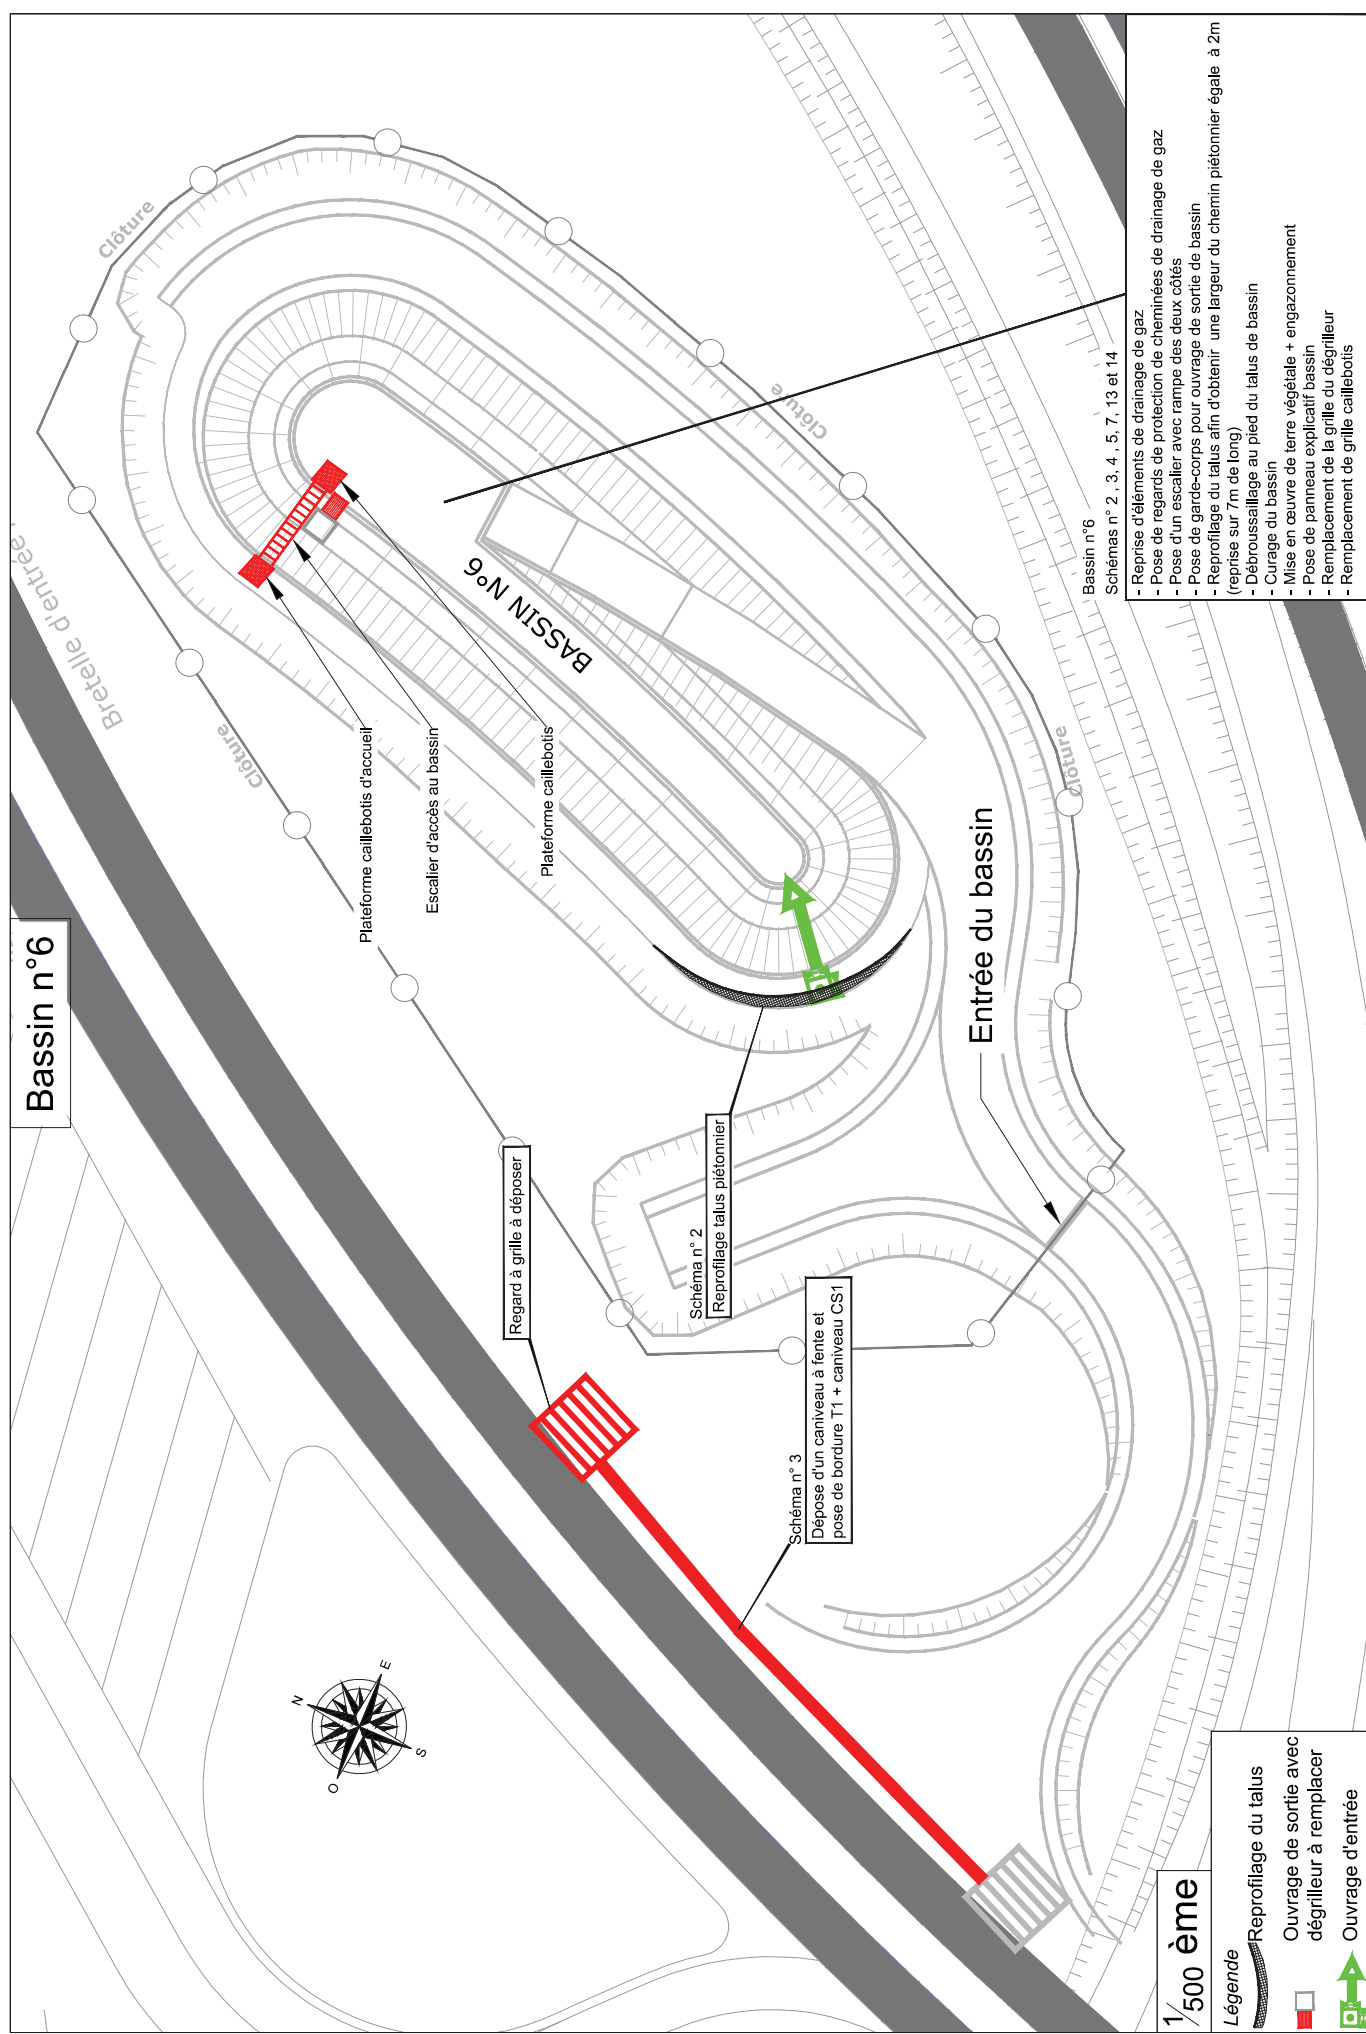 Bassin n°6
Bretelle d'entrée
Clôture
Clôture
Clôture
Clôture
BASSIN N°6
Plateforme caillebotis d'accueil
Escalier d'accès au bassin
Plateforme caillebotis
Entrée du bassin
Regard à grille à déposer
Schéma n° 2
Reprofilage talus piétonnier
Schéma n° 3
Dépose d'un caniveau à fente et
pose de bordure T1 + caniveau CS1
N
E
S
O
Bassin n°6
Schémas n° 2 , 3, 4 , 5, 7, 13 et 14
- Reprise d'éléments de drainage de gaz
- Pose de regards de protection de cheminées de drainage de gaz
- Pose d'un escalier avec rampe des deux côtés
- Pose de garde-corps pour ouvrage de sortie de bassin
- Reprofilage du talus afin d'obtenir une largeur du chemin piétonnier égale à 2m
(reprise sur 7m de long)
- Débroussaillage au pied du talus de bassin
- Curage du bassin
- Mise en œuvre de terre végétale + engazonnement
- Pose de panneau explicatif bassin
- Remplacement de la grille du dégrilleur
- Remplacement de grille caillebotis
1/500 ème
Légende
Reprofilage du talus
Ouvrage de sortie avec
dégrilleur à remplacer
Ouvrage d'entrée